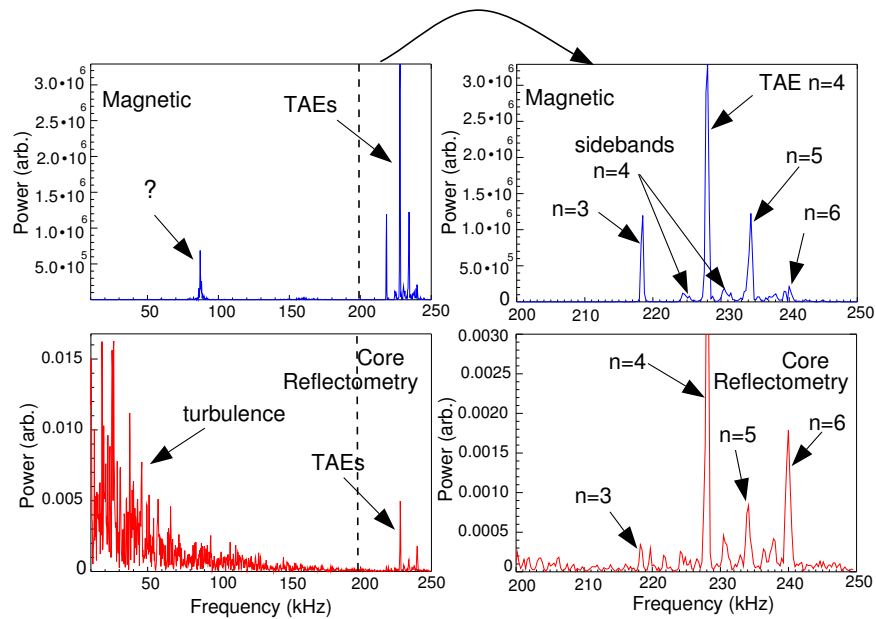 Magnetic
TAEs
?
Power (arb.)
3.0•10 6
2.5•10 6
2.0•10 6
1.5•10 6
1.0•10 6
5.0•10 5
50 100 150 200 250
Magnetic
TAE n=4
sidebands
n=4
n=5
n=3
n=6
Power (arb.)
3.0•10 6
2.5•10 6
2.0•10 6
1.5•10 6
1.0•10 6
5.0•10 5
0
200 210 220 230 240 250
Core
Reflectometry
turbulence
TAEs
Power (arb.)
0.015
0.010
0.005
0
50 100 150 200 250
Frequency (kHz)
Core
Reflectometry
n=4
n=5
n=6
n=3
Power (arb.)
0.0030
0.0025
0.0020
0.0015
0.0010
0.0005
0
200 210 220 230 240 250
Frequency (kHz)